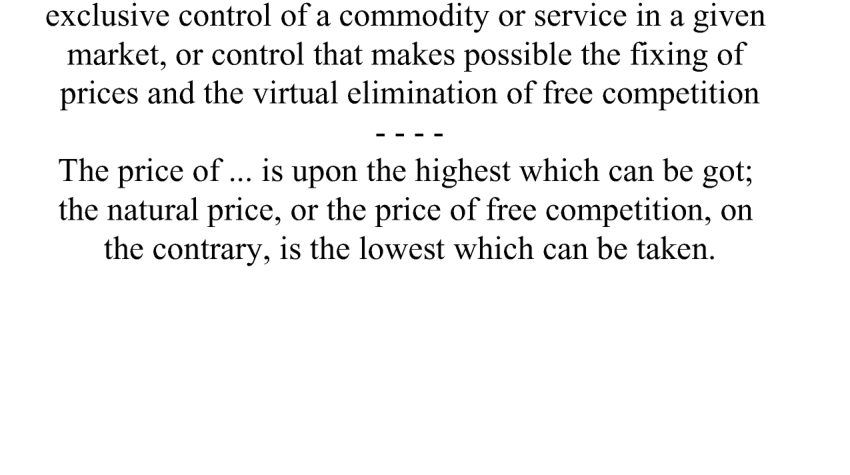 exclusive control of a commodity or service in a given
market, or control that makes possible the fixing of
prices and the virtual elimination of free competition
- - - -
The price of ... is upon the highest which can be got;
the natural price, or the price of free competition, on
the contrary, is the lowest which can be taken.